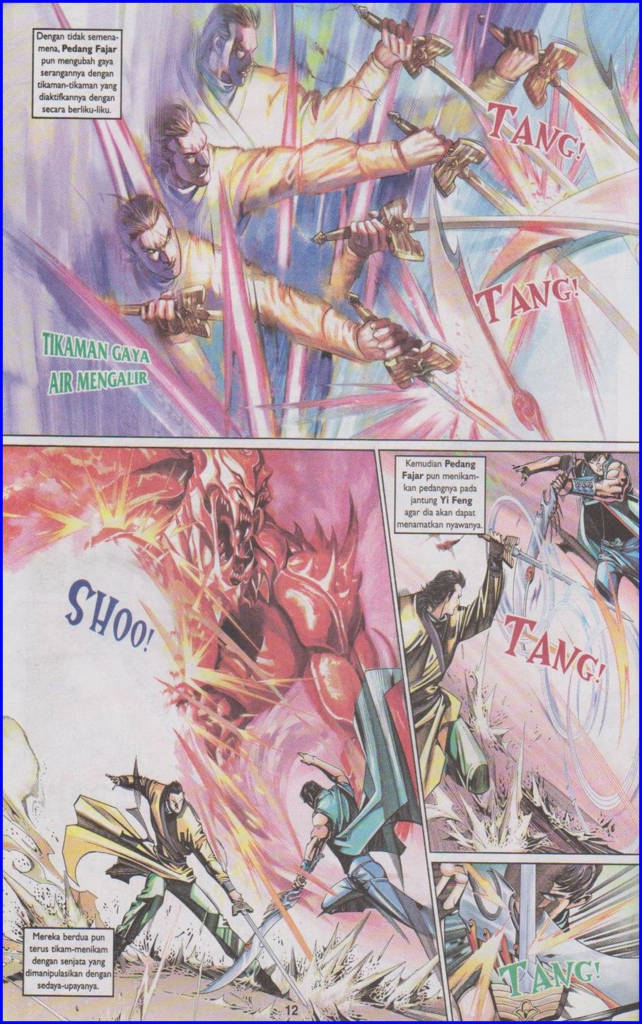 Dengan tidak semena-
mena, Pedang Fajar
pun mengubah gaya
serangannya dengan
tikaman-tikaman yang
diaktifkannya dengan
secara berliku-liku.
TANG!
TANG!
TIKAMAN GAYA
AIR MENGALIR
SHOO!
Mereka berdua pun
terus tikam-menikam
dengan senjata yang
dimanipulasikan dengan
sedaya-upayanya.
Kemudian Pedang
Fajar pun menikam-
kan pedangnya pada
jantung Yi Feng
agar dia akan dapat
menamatkan nyawanya.
TANG!
TANG!
12